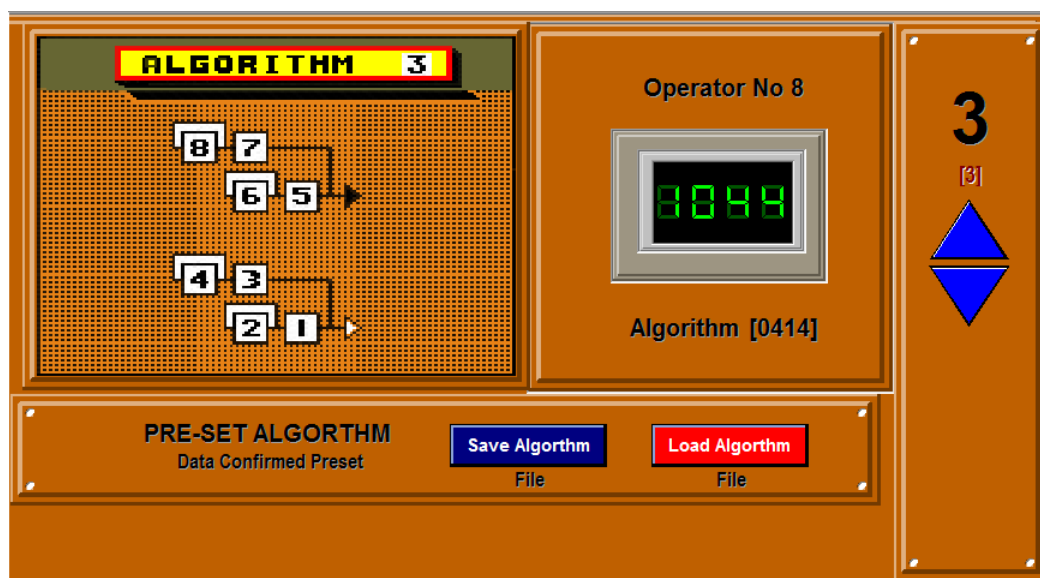 ALGORITHM 3
8 7
6 5
4 3
2 1
Operator No 8
1044
Algorithm [0414]
3
[3]
PRE-SET ALGORTHM
Data Confirmed Preset
Save Algorthm
File
Load Algorthm
File